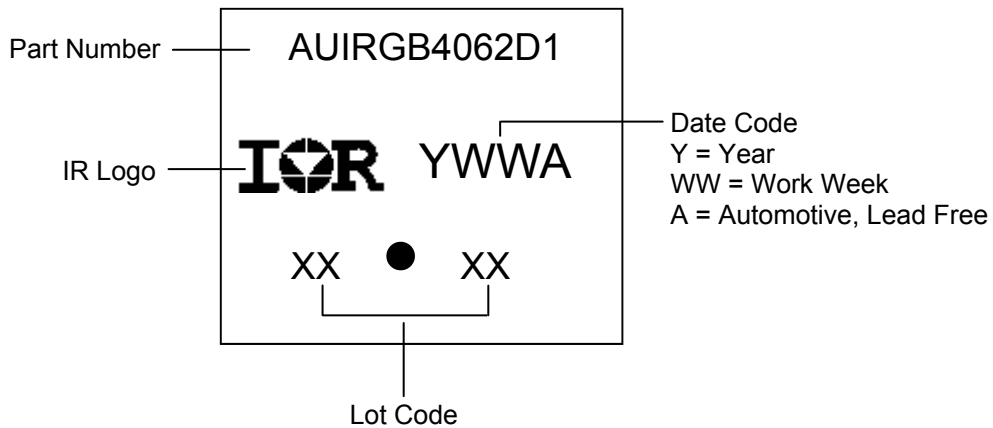 Part Number
AUIRGB4062D1
IR Logo
IOR YWWA
Date Code
Y = Year
WW = Work Week
A = Automotive, Lead Free
XX ● XX
Lot Code